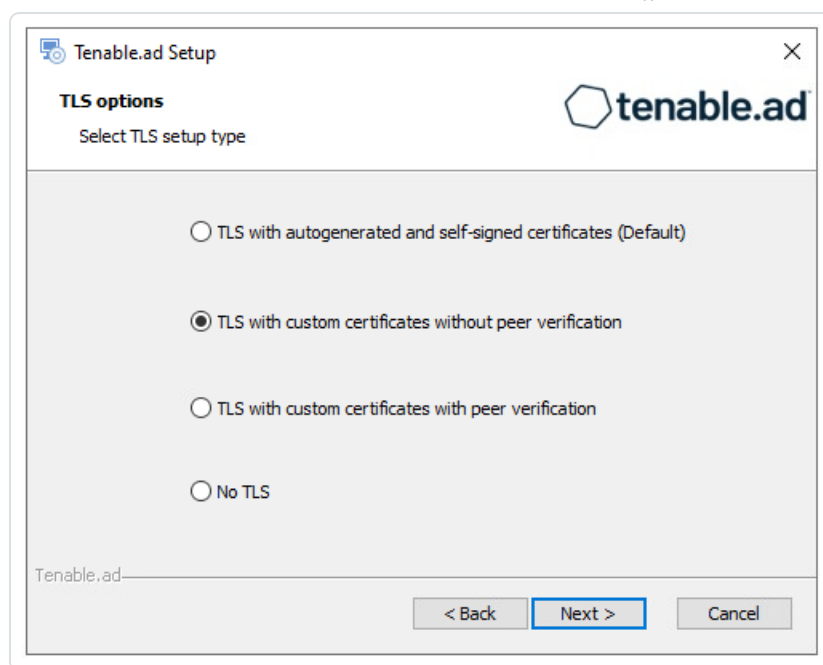 Tenable.ad Setup
TLS options
tenable.ad
Select TLS setup type
TLS with autogenerated and self-signed certificates (Default)
TLS with custom certificates without peer verification
TLS with custom certificates with peer verification
No TLS
Tenable.ad
< Back Next > Cancel